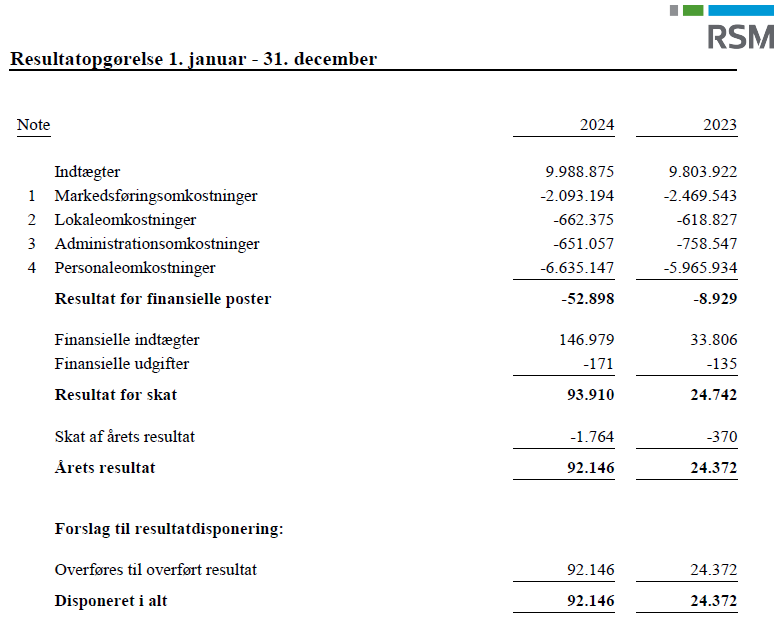 RSM
Resultatopgørelse 1. januar - 31. december
Note 2024 2023
Indtægter 9.988.875 9.803.922
1 Markedsføringsomkostninger -2.093.194 -2.469.543
2 Lokaleomkostninger -662.375 -618.827
3 Administrationsomkostninger -651.057 -758.547
4 Personaleomkostninger -6.635.147 -5.965.934
Resultat før finansielle poster -52.898 -8.929
Finansielle indtægter 146.979 33.806
Finansielle udgifter -171 -135
Resultat før skat 93.910 24.742
Skat af årets resultat -1.764 -370
Årets resultat 92.146 24.372
Forslag til resultatdisponering:
Overføres til overført resultat 92.146 24.372
Disponeret i alt 92.146 24.372